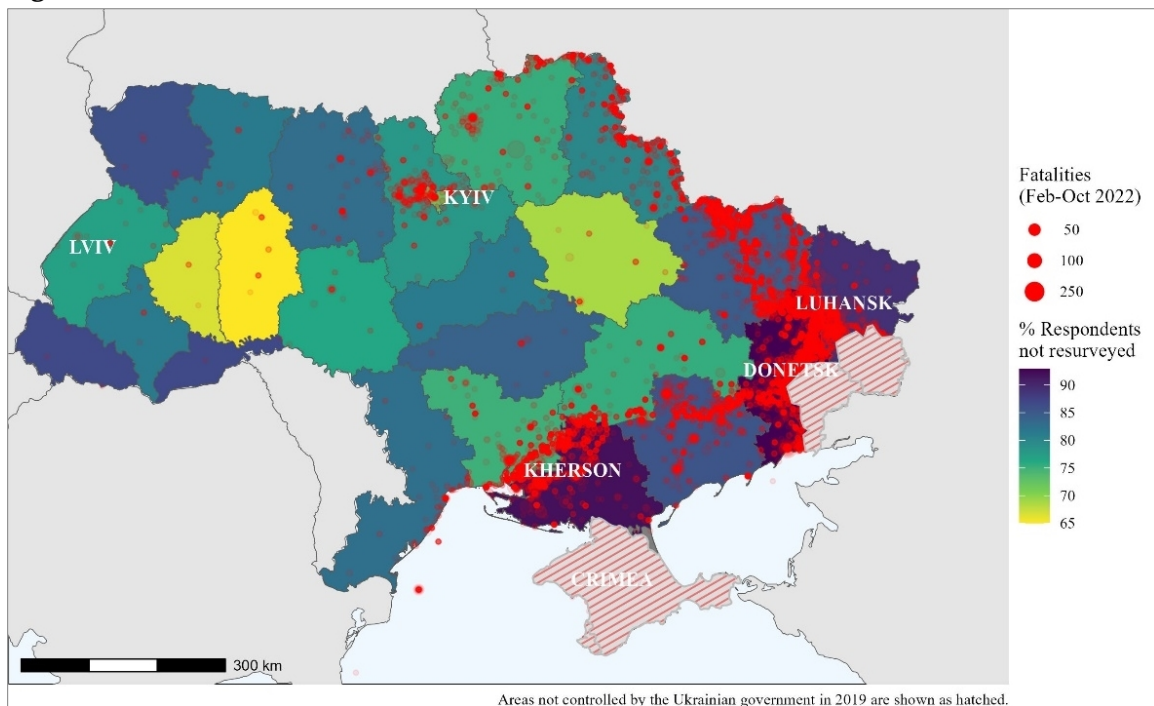 LVIV
KYIV
LUHANSK
DONETSK
KHERSON
CRIMEA
300 km
Fatalities
(Feb-Oct 2022)
50
100
250
% Respondents
not resurveyed
90
85
80
75
70
65
Areas not controlled by the Ukrainian government in 2019 are shown as hatched.